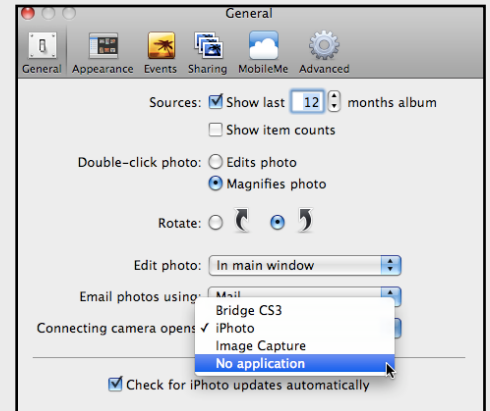 General
General Appearance Events Sharing MobileMe Advanced
Sources: Show last 12 months album
Show item counts
Double-click photo: Edits photo
Magnifies photo
Rotate:
Edit photo: In main window
Email photos using: Mail
Bridge CS3
Connecting camera opens ✓ iPhoto
Image Capture
No application
Check for iPhoto updates automatically